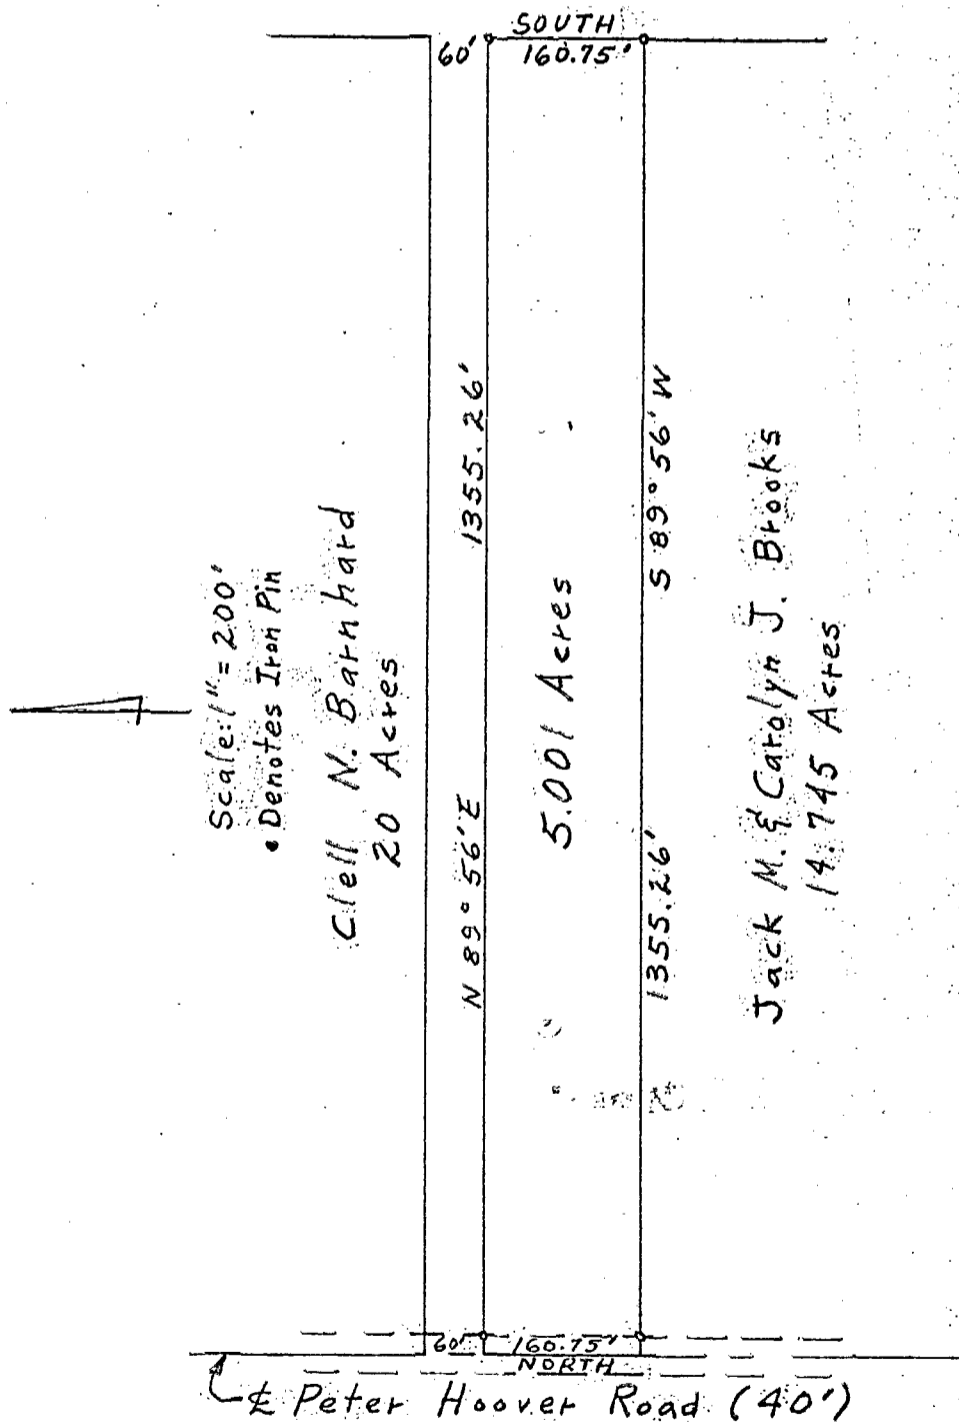 SOUTH
60' 160.75'
1355.26'
N 89° 56' E
S 89° 56' W
1355.26'
Scale: 1" = 200'
• Denotes Iron Pin
Clell N. Barnhard
20 Acres
5.001 Acres
Jack M. & Carolyn J. Brooks
14.745 Acres
60' 160.75'
NORTH
℄ Peter Hoover Road (40')